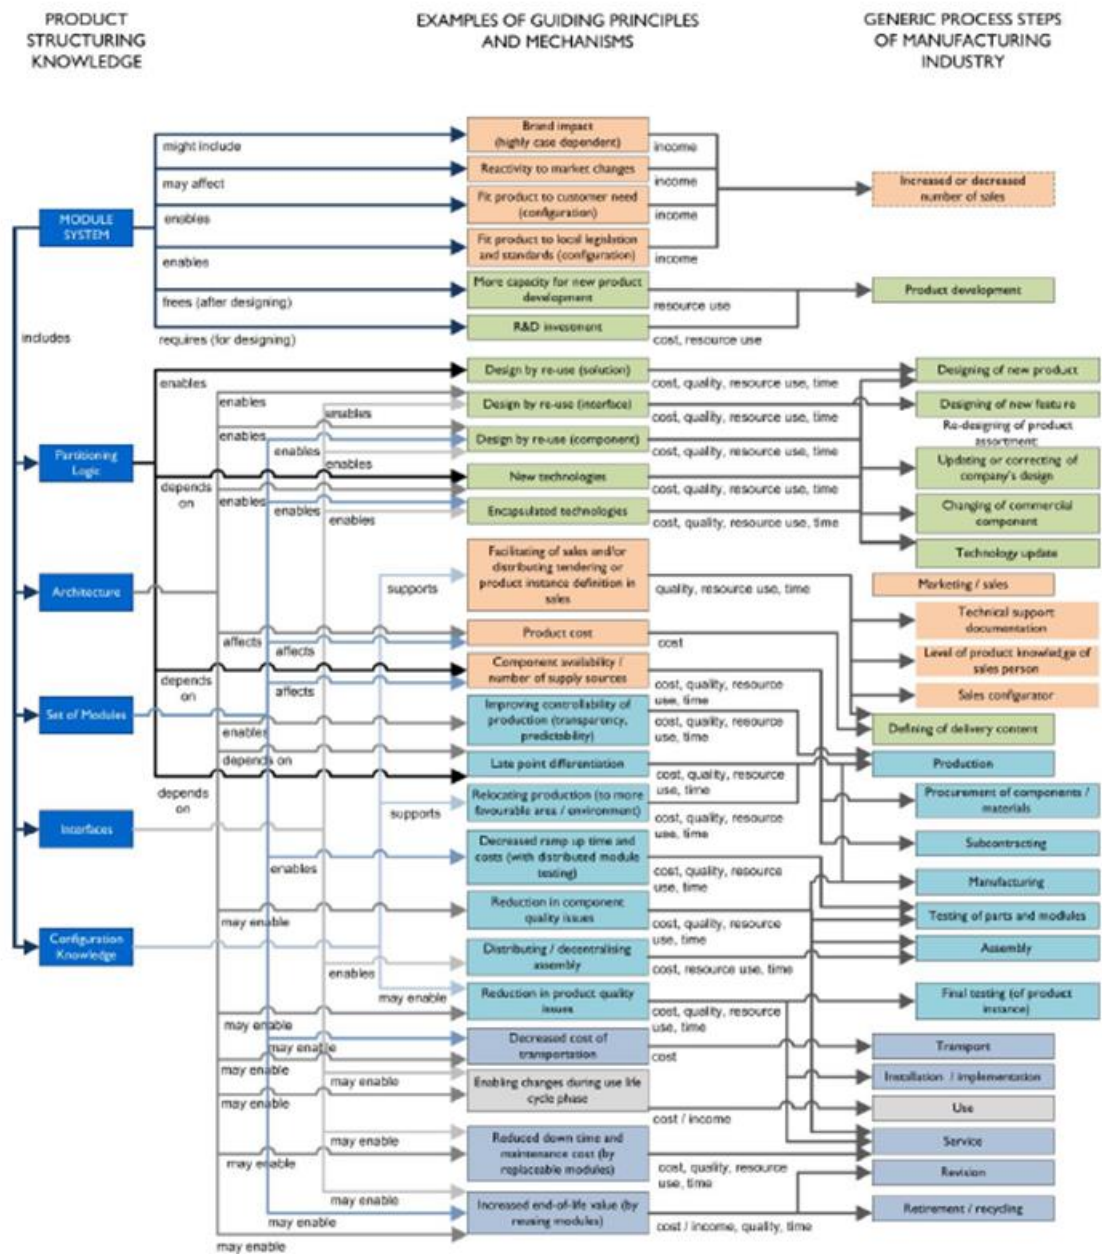 PRODUCT
STRUCTURING
KNOWLEDGE
EXAMPLES OF GUIDING PRINCIPLES
AND MECHANISMS
GENERIC PROCESS STEPS
OF MANUFACTURING
INDUSTRY
MODULE
SYSTEM
includes
Partitioning
Logic
Architecture
Set of Modules
Interfaces
Configuration
Knowledge
might include
may affect
enables
enables
frees (after designing)
requires (for designing)
enables
enables
enables
enables
enables
enables
depends
on
enables
enables
enables
supports
affects
affects
depends
on
affects
enables
depends on
depends
on
supports
enables
may enable
enables
may enable
may enable
may enable
may enable
may enable
may enable
may enable
may enable
may enable
may enable
may enable
Brand impact
(highly case dependent)
Reactivity to market changes
Fit product to customer need
(configuration)
Fit product to local legislation
and standards (configuration)
More capacity for new product
development
R&D investment
Design by re-use (solution)
Design by re-use (interface)
Design by re-use (component)
New technologies
Encapsulated technologies
Facilitating of sales and/or
distributing tendering or
product instance definition in
sales
Product cost
Component availability /
number of supply sources
Improving controllability of
production (transparency,
predictability)
Late point differentiation
Relocating production (to more
favourable area / environment)
Decreased ramp up time and
costs (with distributed module
testing)
Reduction in component
quality issues
Distributing / decentralising
assembly
Reduction in product quality
issues
Decreased cost of
transportation
Enabling changes during use life
cycle phase
Reduced down time and
maintenance cost (by
replaceable modules)
Increased end-of-life value (by
reusing modules)
income
income
income
income
resource use
cost, resource use
cost, quality, resource use, time
cost, quality, resource use, time
cost, quality, resource use, time
cost, quality, resource use, time
cost, quality, resource use, time
quality, resource use, time
cost
cost, quality, resource
use, time
cost, quality, resource
use, time
cost, quality, resource
use, time
cost, quality, resource
use, time
cost, quality, resource
use, time
cost, quality, resource
use, time
cost, resource use, time
cost, quality, resource
use, time
cost
cost / income
cost, quality, resource
use, time
cost / income, quality, time
Increased or decreased
number of sales
Product development
Designing of new product
Designing of new feature
Re-designing of product
assortment:
Updating or correcting of
company's design
Changing of commercial
component
Technology update
Marketing / sales
Technical support
documentation
Level of product knowledge of
sales person
Sales configurator
Defining of delivery content
Production
Procurement of components /
materials
Subcontracting
Manufacturing
Testing of parts and modules
Assembly
Final testing (of product
instance)
Transport
Installation / implementation
Use
Service
Revision
Retirement / recycling